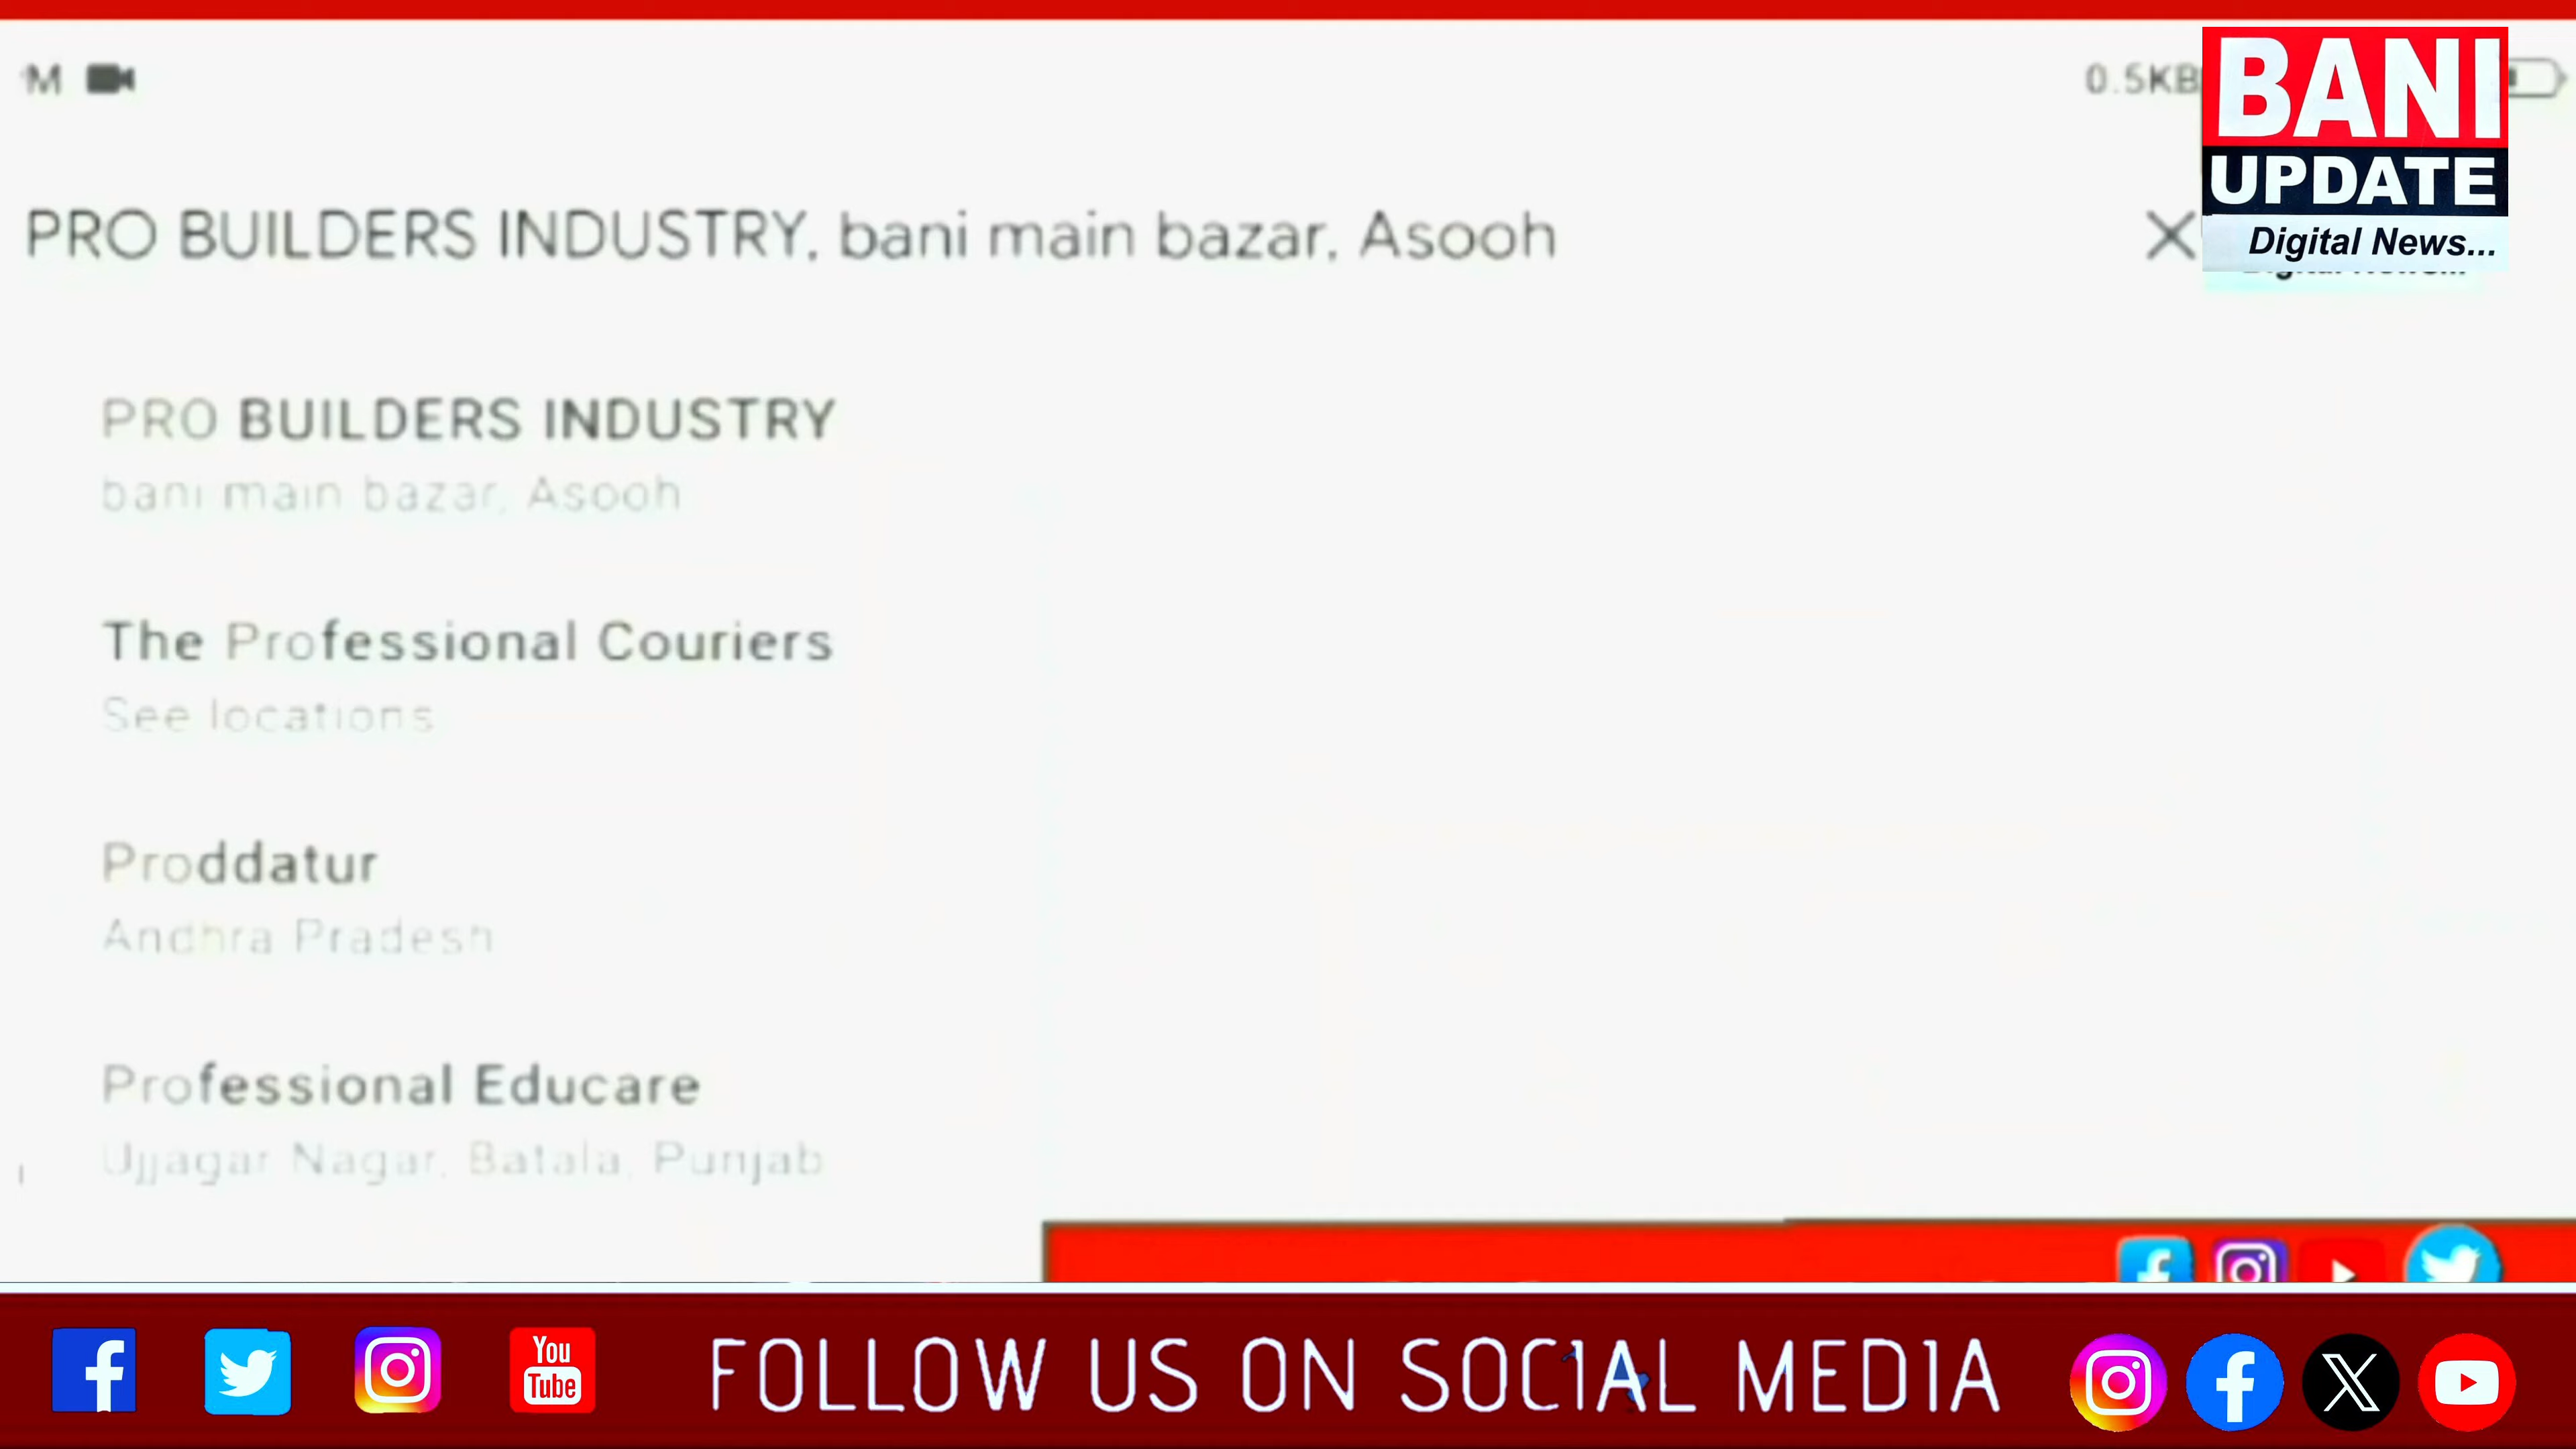 M
0.5KB
BANI
UPDATE
Digital News...
PRO BUILDERS INDUSTRY, bani main bazar, Asooh
PRO BUILDERS INDUSTRY
bani main bazar, Asooh
The Professional Couriers
See locations
Proddatur
Andhra Pradesh
Professional Educare
Ujjagar Nagar, Batala, Punjab
You
Tube
FOLLOW US ON SOCIAL MEDIA